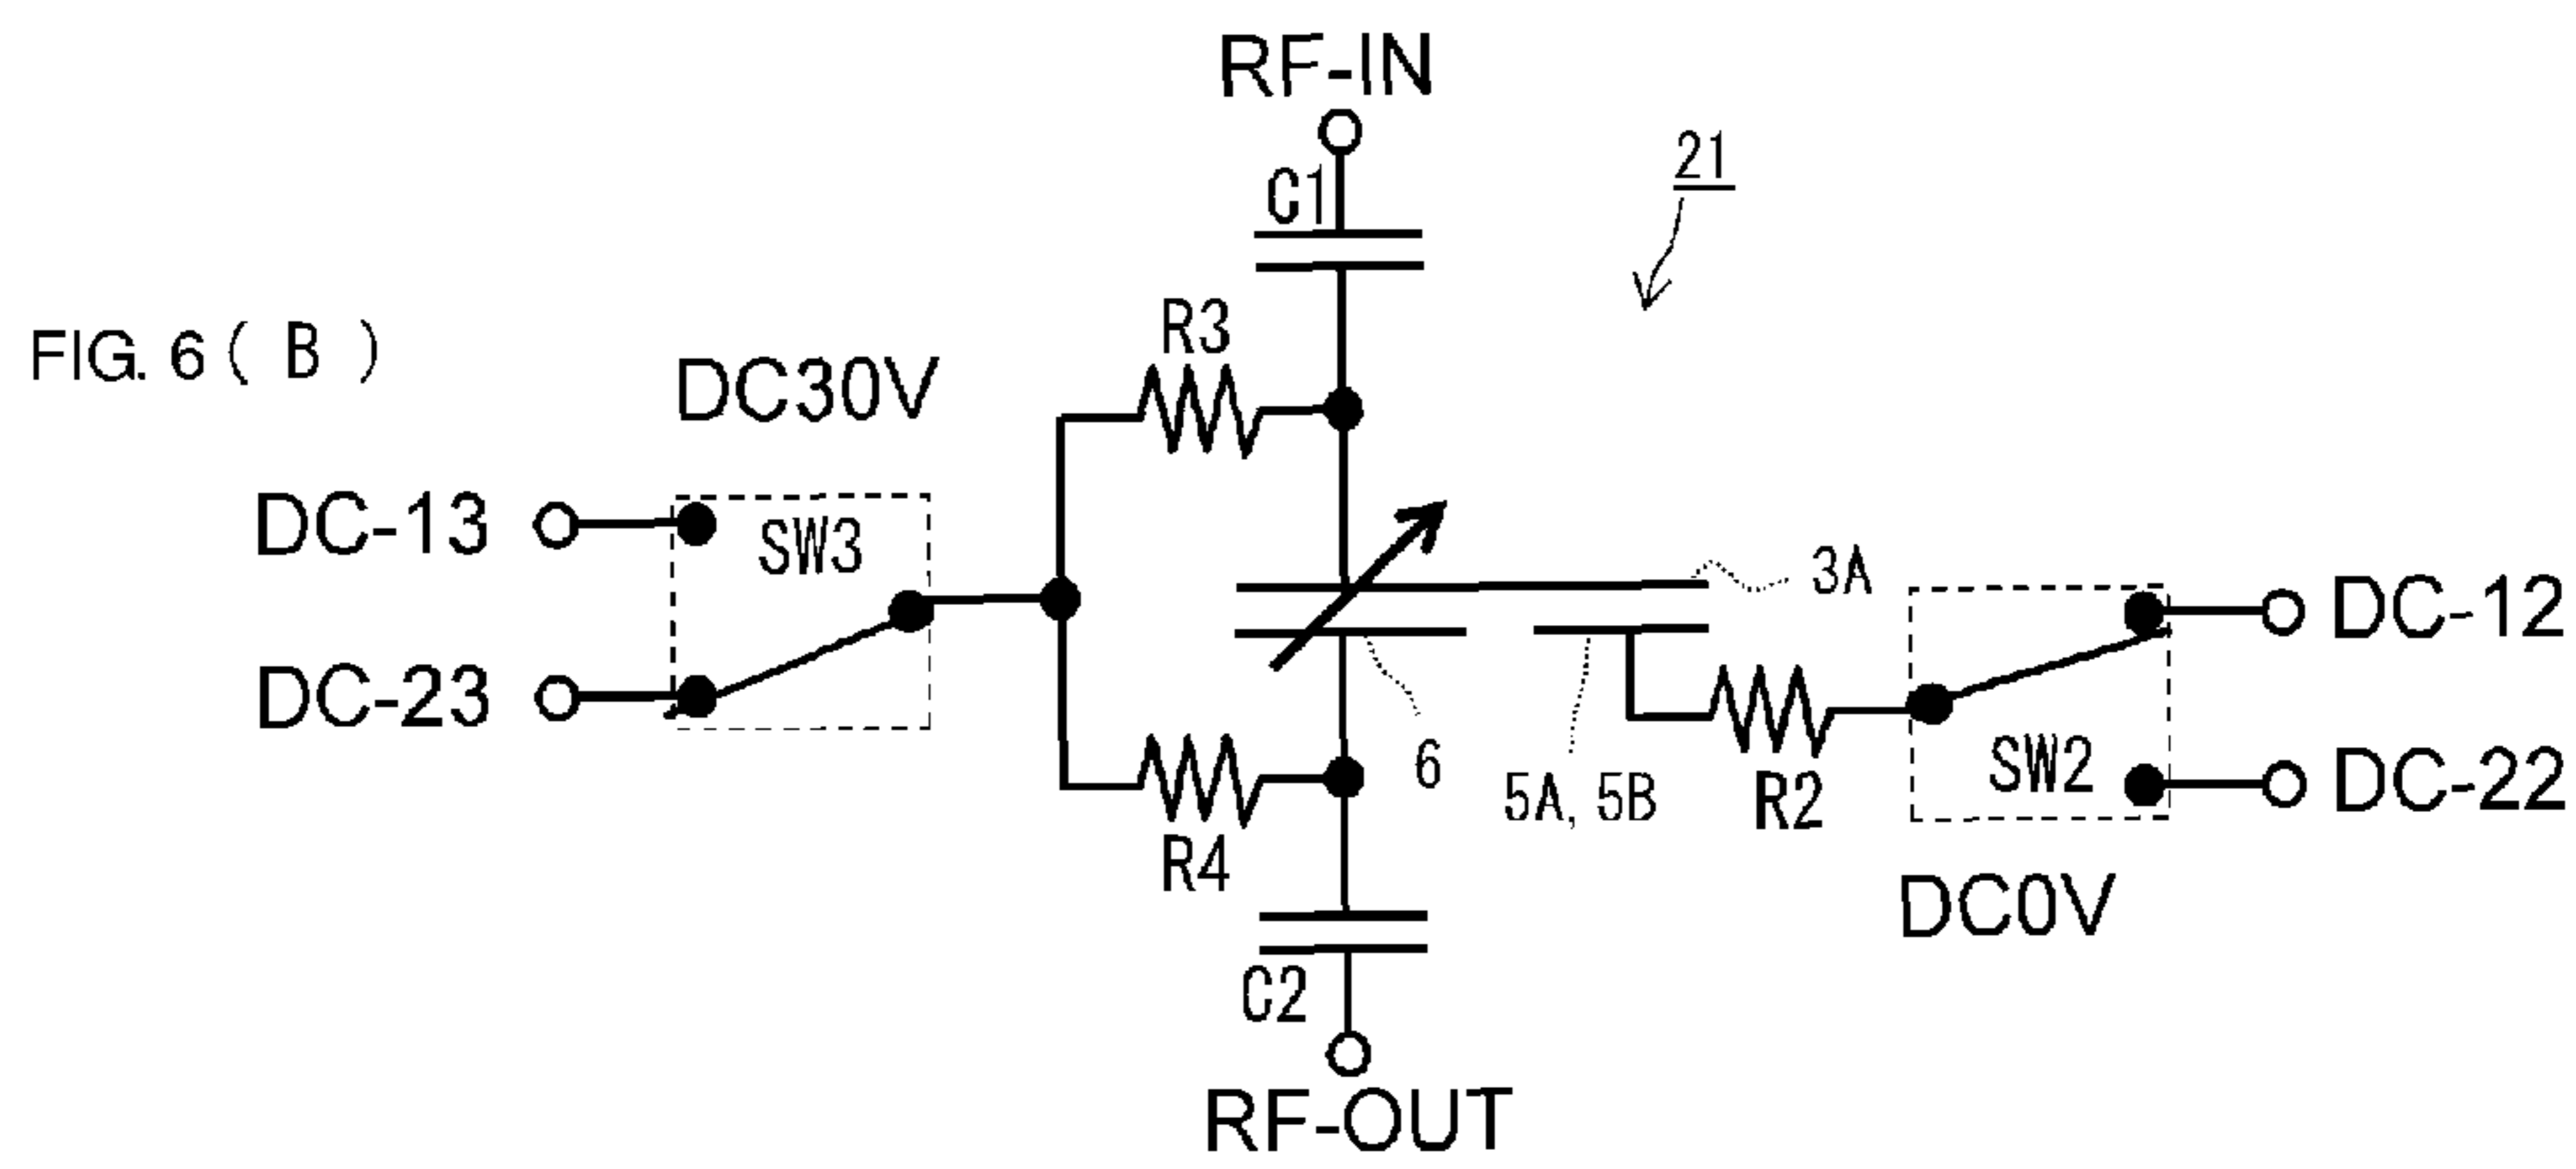 RF-IN
21
C1
R3
FIG. 6 ( B )
DC30V
DC-13
SW3
3A
DC-12
DC-23
6
5A, 5B
R2
SW2
DC-22
R4
DC0V
C2
RF-OUT